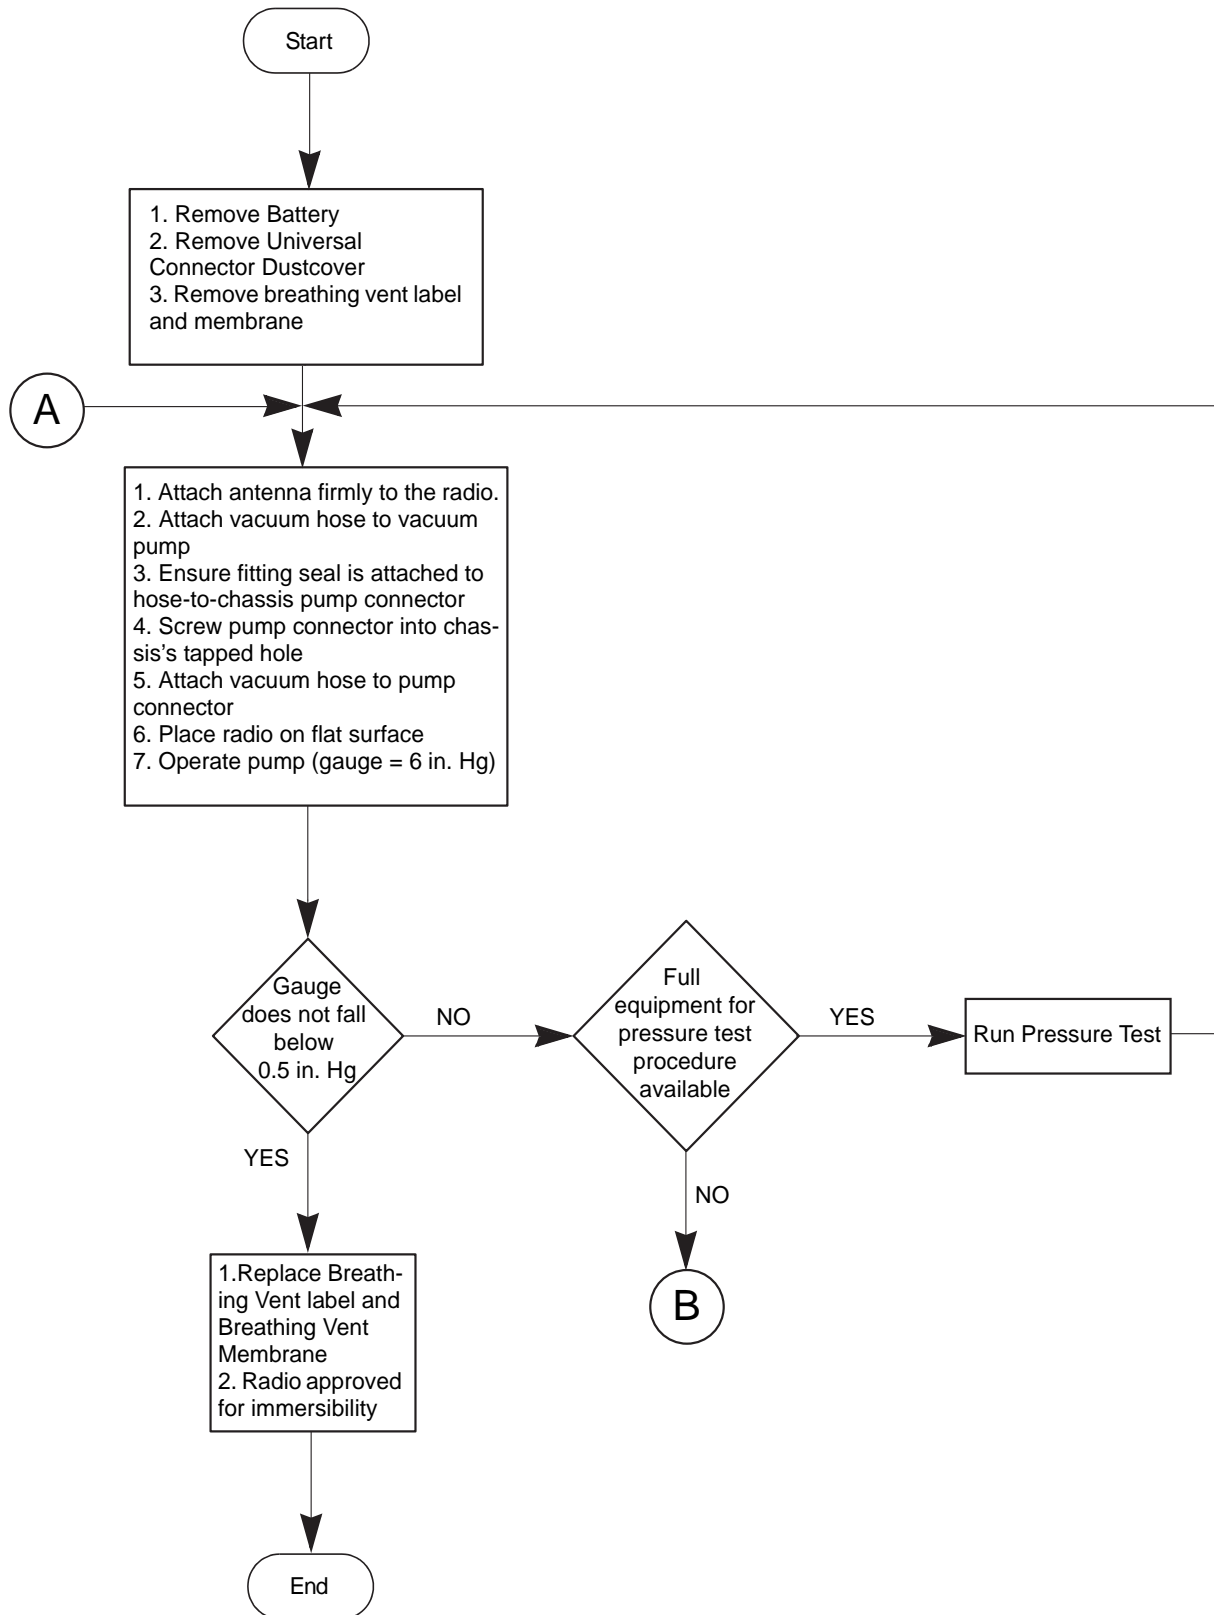 Start
1. Remove Battery
2. Remove Universal
Connector Dustcover
3. Remove breathing vent label
and membrane
A
1. Attach antenna firmly to the radio.
2. Attach vacuum hose to vacuum
pump
3. Ensure fitting seal is attached to
hose-to-chassis pump connector
4. Screw pump connector into chas-
sis's tapped hole
5. Attach vacuum hose to pump
connector
6. Place radio on flat surface
7. Operate pump (gauge = 6 in. Hg)
Gauge
does not fall
below
0.5 in. Hg
NO
Full
equipment for
pressure test
procedure
available
YES
Run Pressure Test
YES
NO
B
1.Replace Breath-
ing Vent label and
Breathing Vent
Membrane
2. Radio approved
for immersibility
End